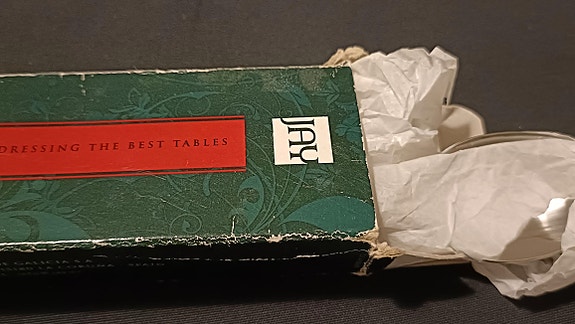 DRESSING THE BEST TABLES
JAY